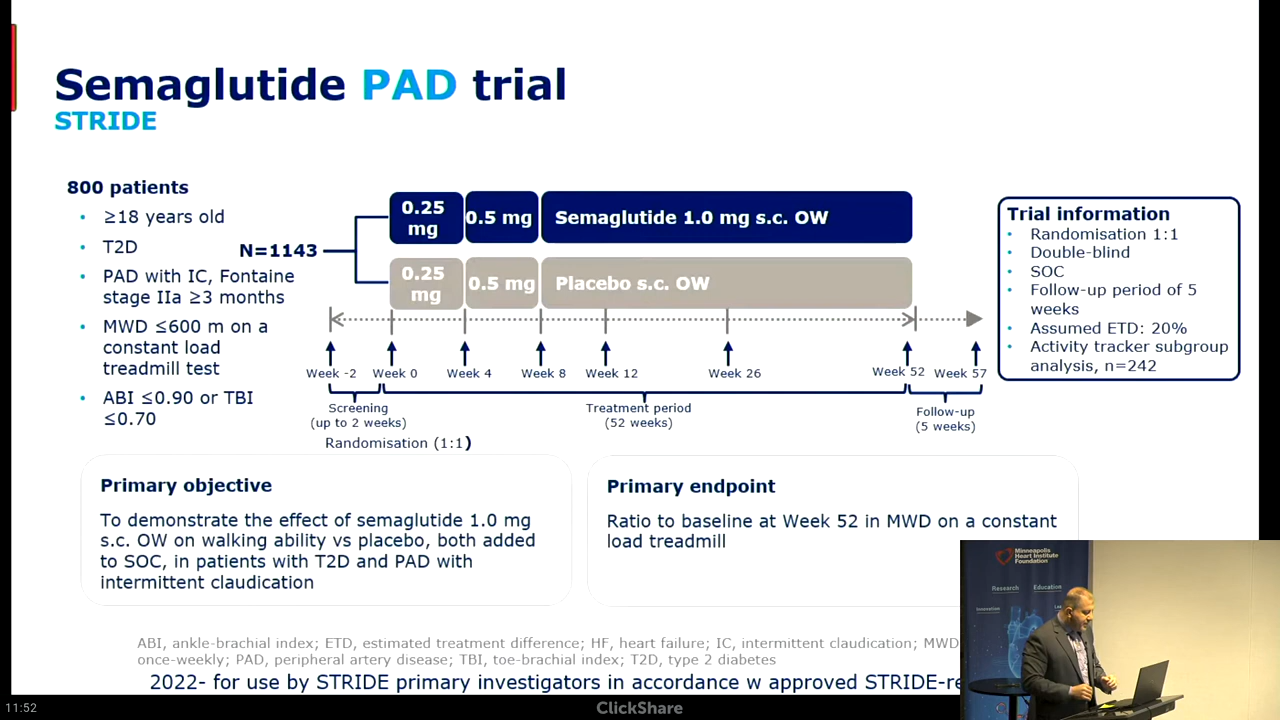 Semaglutide PAD trial
STRIDE
800 patients
• ≥18 years old
• T2D
• PAD with IC, Fontaine
stage IIa ≥3 months
• MWD ≤600 m on a
constant load
treadmill test
• ABI ≤0.90 or TBI
≤0.70
N=1143
0.25
mg
0.5 mg
Semaglutide 1.0 mg s.c. OW
0.25
mg
0.5 mg
Placebo s.c. OW
Week -2
Week 0
Week 4
Week 8
Week 12
Week 26
Week 52
Week 57
Screening
(up to 2 weeks)
Treatment period
(52 weeks)
Follow-up
(5 weeks)
Randomisation (1:1)
Trial information
• Randomisation 1:1
• Double-blind
• SOC
• Follow-up period of 5
weeks
• Assumed ETD: 20%
• Activity tracker subgroup
analysis, n=242
Primary objective
To demonstrate the effect of semaglutide 1.0 mg
s.c. OW on walking ability vs placebo, both added
to SOC, in patients with T2D and PAD with
intermittent claudication
Primary endpoint
Ratio to baseline at Week 52 in MWD on a constant
load treadmill
ABI, ankle-brachial index; ETD, estimated treatment difference; HF, heart failure; IC, intermittent claudication; MWD
once-weekly; PAD, peripheral artery disease; TBI, toe-brachial index; T2D, type 2 diabetes
2022- for use by STRIDE primary investigators in accordance w approved STRIDE-re
Minneapolis
Heart Institute
Foundation
Research
Education
Innovation
11:52
ClickShare